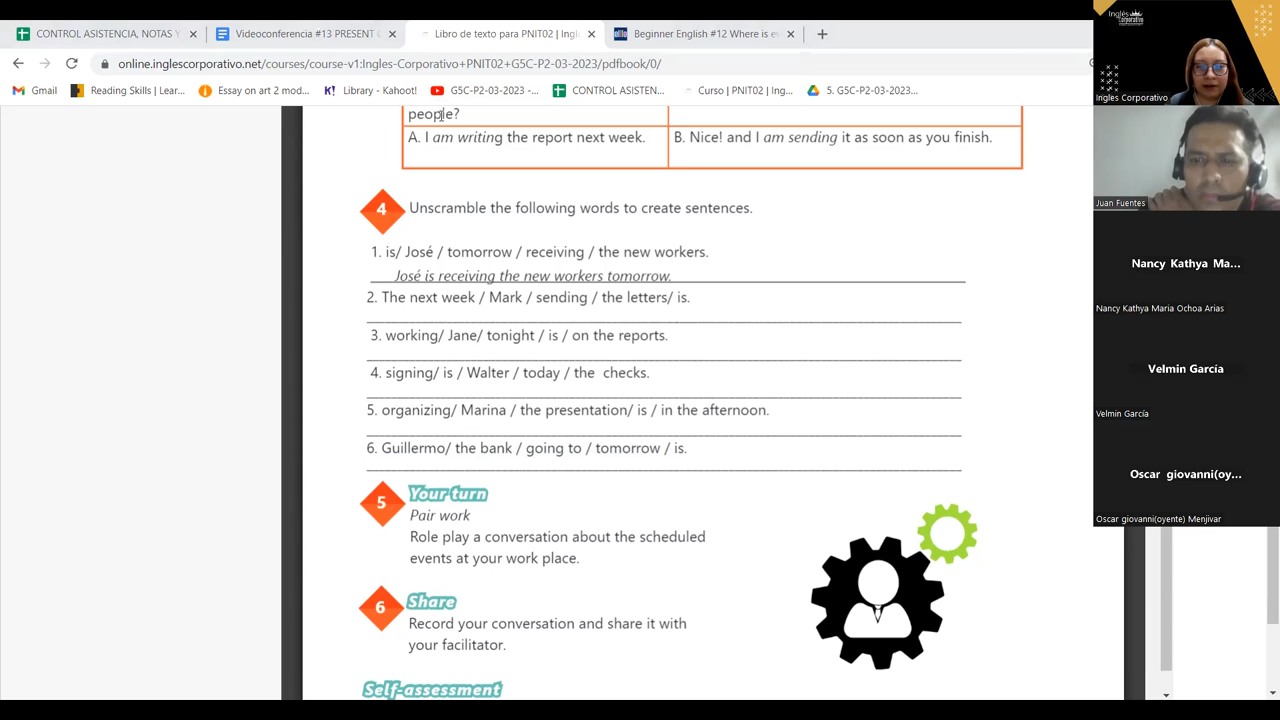 CONTROL ASISTENCIA, NOTAS Y
Videoconferencia #13 PRESENT C
Libro de texto para PNIT02 | Ingl
Beginner English #12 Where is ev
online.inglescorporativo.net/courses/course-v1:Ingles-Corporativo+PNIT02+G5C-P2-03-2023/pdfbook/0/
Gmail
Reading Skills | Lear...
Essay on art 2 mod...
Library - Kahoot!
G5C-P2-03-2023 -...
CONTROL ASISTEN...
Curso | PNIT02 | Ing...
5. G5C-P2-03-2023...
people?
A. I am writing the report next week.
B. Nice! and I am sending it as soon as you finish.
4 Unscramble the following words to create sentences.
1. is/ José / tomorrow / receiving / the new workers.
José is receiving the new workers tomorrow.
2. The next week / Mark / sending / the letters/ is.
3. working/ Jane/ tonight / is / on the reports.
4. signing/ is / Walter / today / the checks.
5. organizing/ Marina / the presentation/ is / in the afternoon.
6. Guillermo/ the bank / going to / tomorrow / is.
5 Your turn
Pair work
Role play a conversation about the scheduled
events at your work place.
6 Share
Record your conversation and share it with
your facilitator.
Self-assessment
Inglés
Corporativo
Ingles Corporativo
Juan Fuentes
Nancy Kathya Ma...
Nancy Kathya Maria Ochoa Arias
Velmin García
Velmin García
Oscar giovanni(oy...
Oscar giovanni(oyente) Menjivar